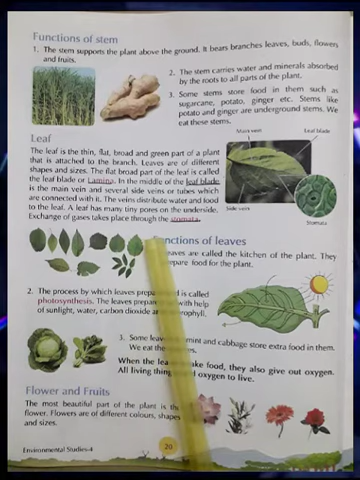 Functions of stem
1. The stem supports the plant above the ground. It bears branches leaves, buds, flowers
and fruits.
2. The stem carries water and minerals absorbed
by the roots to all parts of the plant.
3. Some stems store food in them such as
sugarcane, potato, ginger etc. Stems like
potato and ginger are underground stems. We
eat these stems.
Leaf
The leaf is the thin, flat, broad and green part of a plant
that is attached to the branch. Leaves are of different
shapes and sizes. The flat broad part of the leaf is called
the leaf blade or Lamina. In the middle of the leaf blade
is the main vein and several side veins or tubes which
are connected with it. The veins distribute water and food
to the leaf. A leaf has many tiny pores on the underside.
Exchange of gases takes place through the stomata.
Main vein
Leaf blade
Side vein
Stomata
nctions of leaves
eaves are called the kitchen of the plant. They
epare food for the plant.
2. The process by which leaves prep d is called
photosynthesis. The leaves prepare with help
of sunlight, water, carbon dioxide a rophyll.
3. Some leav mint and cabbage store extra food in them.
We eat the es.
When the lea ke food, they also give out oxygen.
All living thing d oxygen to live.
Flower and Fruits
The most beautiful part of the plant is the
flower. Flowers are of different colours, shapes
and sizes.
Environmental Studies-4
20